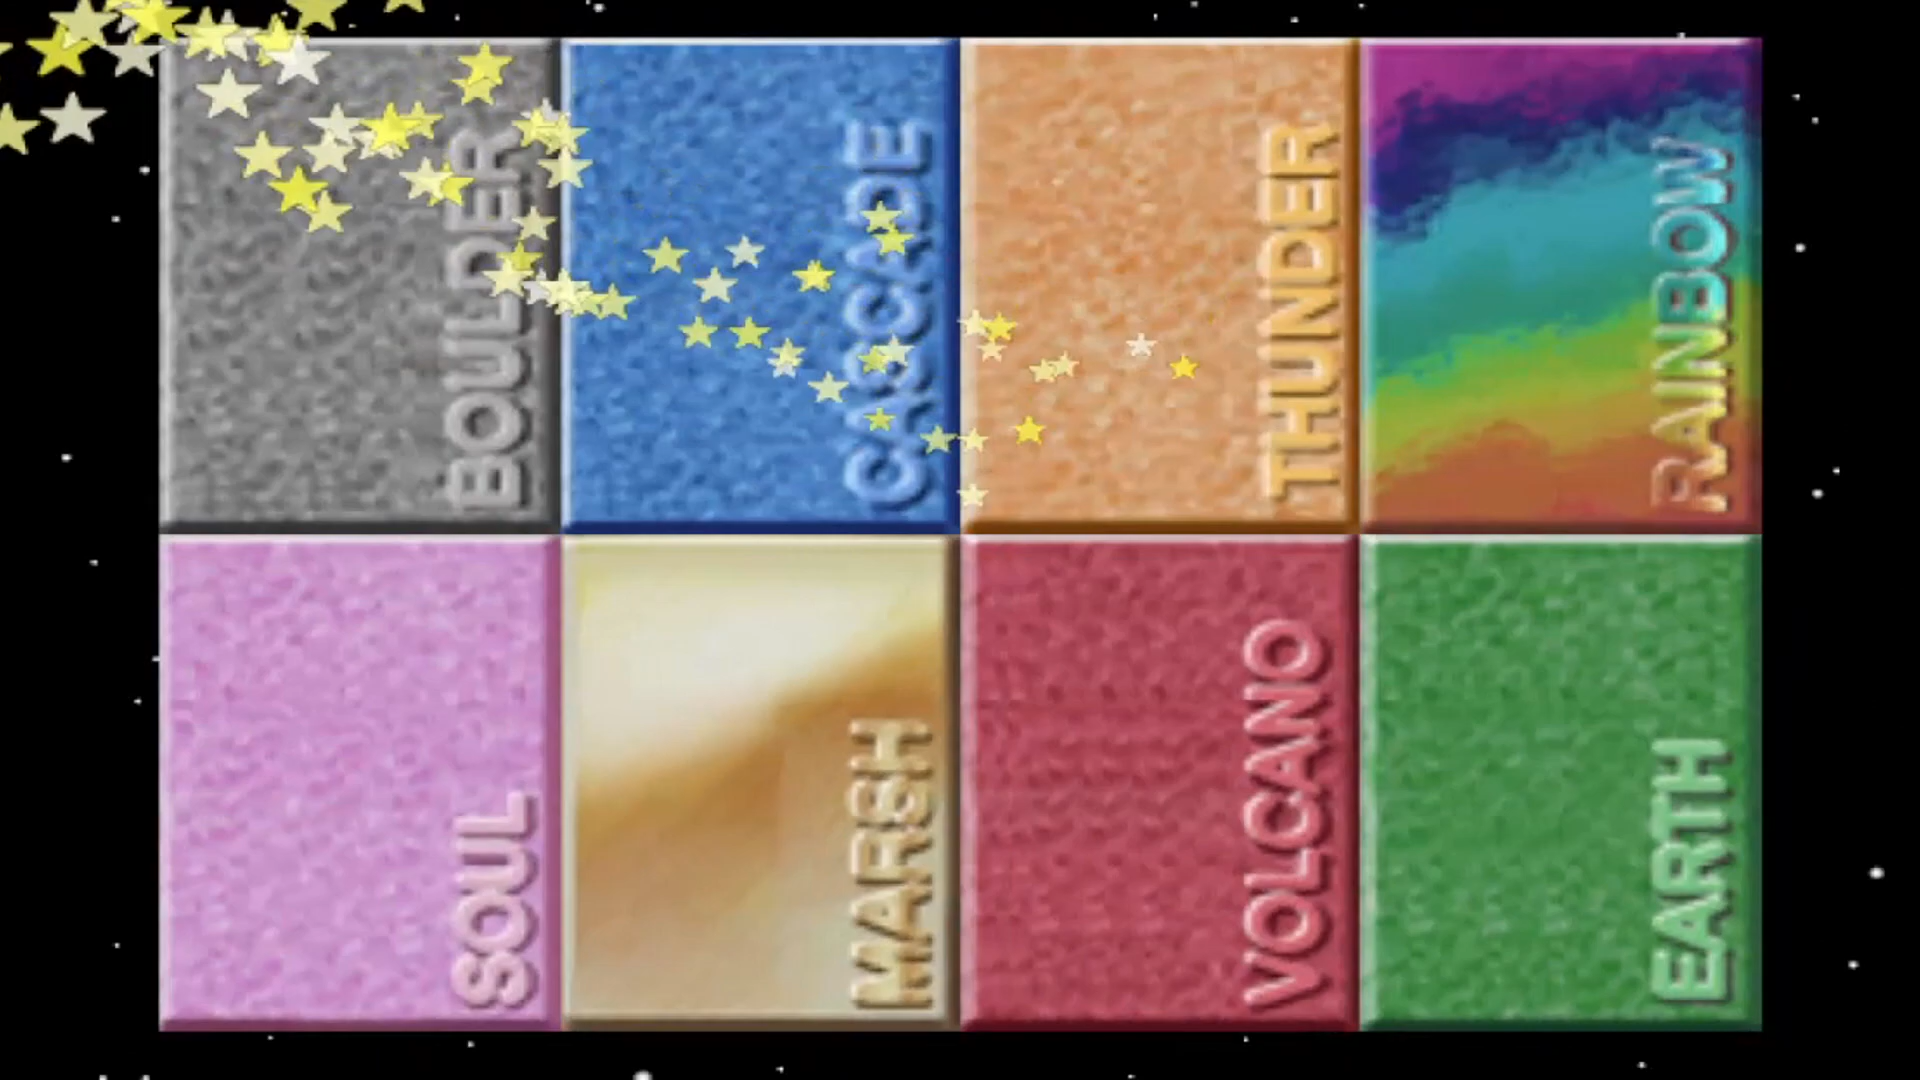 BOULDER
CASCADE
THUNDER
RAINBOW
SOUL
MARSH
VOLCANO
EARTH